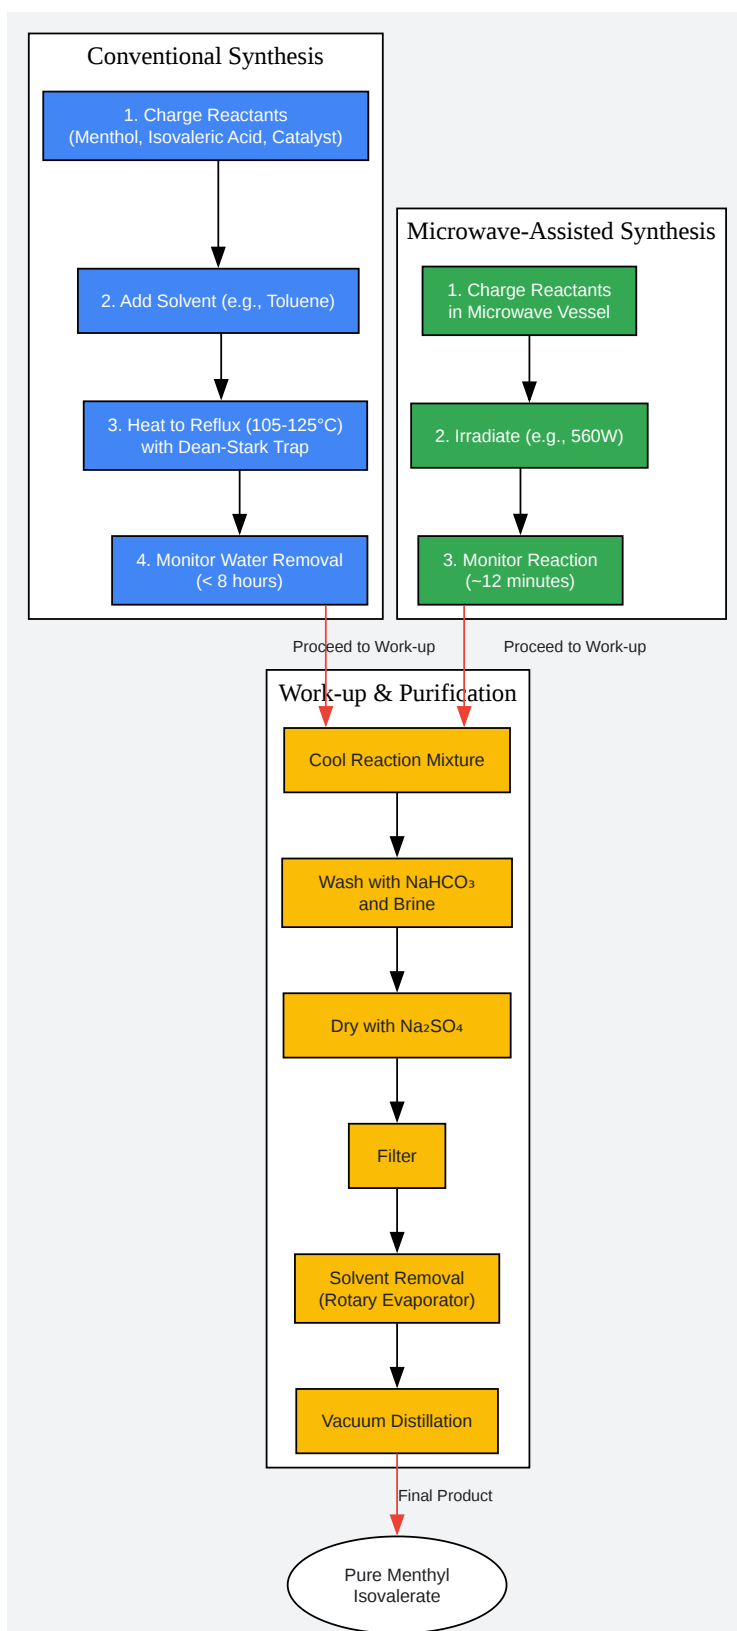 Conventional Synthesis
1. Charge Reactants
(Menthol, Isovaleric Acid, Catalyst)
2. Add Solvent (e.g., Toluene)
3. Heat to Reflux (105-125°C)
with Dean-Stark Trap
4. Monitor Water Removal
(< 8 hours)
Microwave-Assisted Synthesis
1. Charge Reactants
in Microwave Vessel
2. Irradiate (e.g., 560W)
3. Monitor Reaction
(~12 minutes)
Proceed to Work-up
Proceed to Work-up
Work-up & Purification
Cool Reaction Mixture
Wash with NaHCO₃
and Brine
Dry with Na₂SO₄
Filter
Solvent Removal
(Rotary Evaporator)
Vacuum Distillation
Final Product
Pure Menthyl
Isovalerate